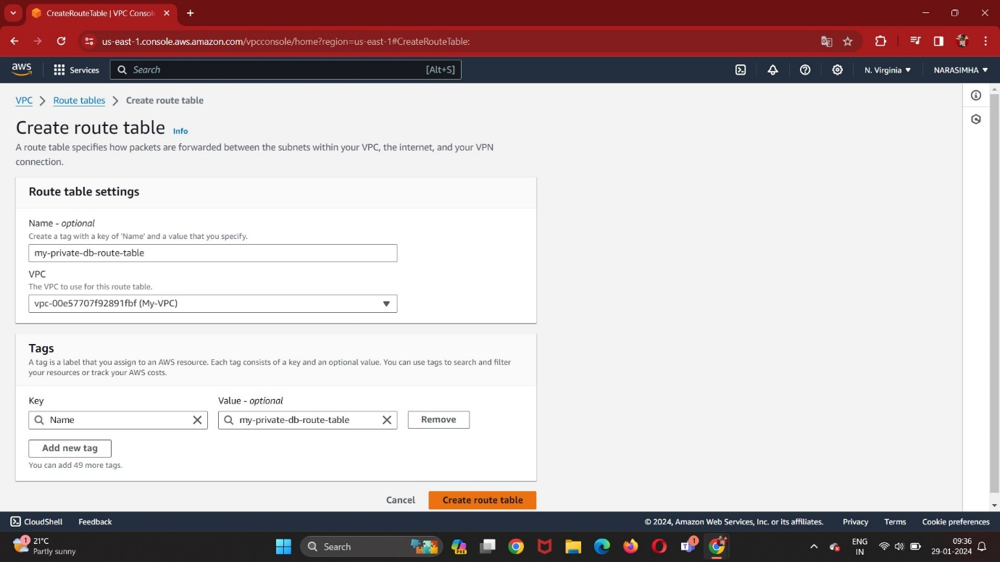 CreateRouteTable | VPC Consol
us-east-1.console.aws.amazon.com/vpcconsole/home?region=us-east-1#CreateRouteTable:
aws
Services
Search
[Alt+S]
N. Virginia
NARASIMHA
VPC
Route tables
Create route table
Create route table
Info
A route table specifies how packets are forwarded between the subnets within your VPC, the internet, and your VPN
connection.
Route table settings
Name - optional
Create a tag with a key of 'Name' and a value that you specify.
my-private-db-route-table
VPC
The VPC to use for this route table.
vpc-00e57707f92891fbf (My-VPC)
Tags
A tag is a label that you assign to an AWS resource. Each tag consists of a key and an optional value. You can use tags to search and filter
your resources or track your AWS costs.
Key
Value - optional
Name
my-private-db-route-table
Remove
Add new tag
You can add 49 more tags.
Cancel
Create route table
CloudShell
Feedback
© 2024, Amazon Web Services, Inc. or its affiliates.
Privacy
Terms
Cookie preferences
1
21°C
Partly sunny
Search
PRE
1
ENG
IN
09:36
29-01-2024